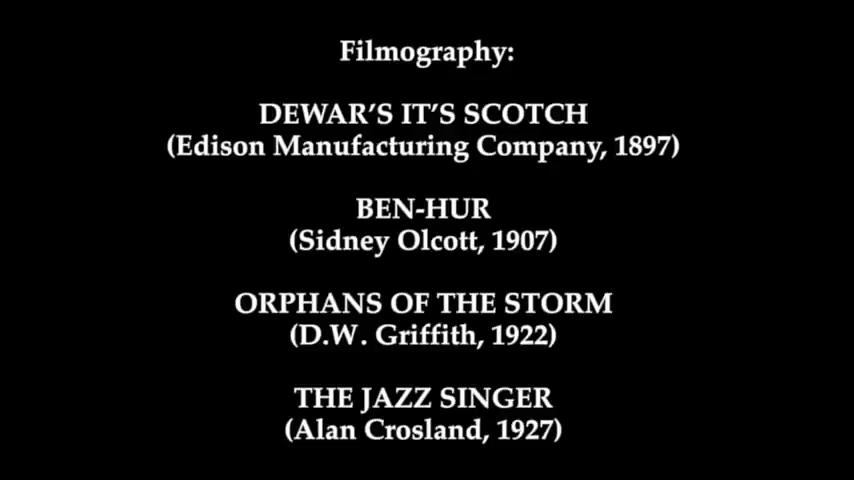 Filmography:
DEWAR'S IT'S SCOTCH
(Edison Manufacturing Company, 1897)
BEN-HUR
(Sidney Olcott, 1907)
ORPHANS OF THE STORM
(D.W. Griffith, 1922)
THE JAZZ SINGER
(Alan Crosland, 1927)